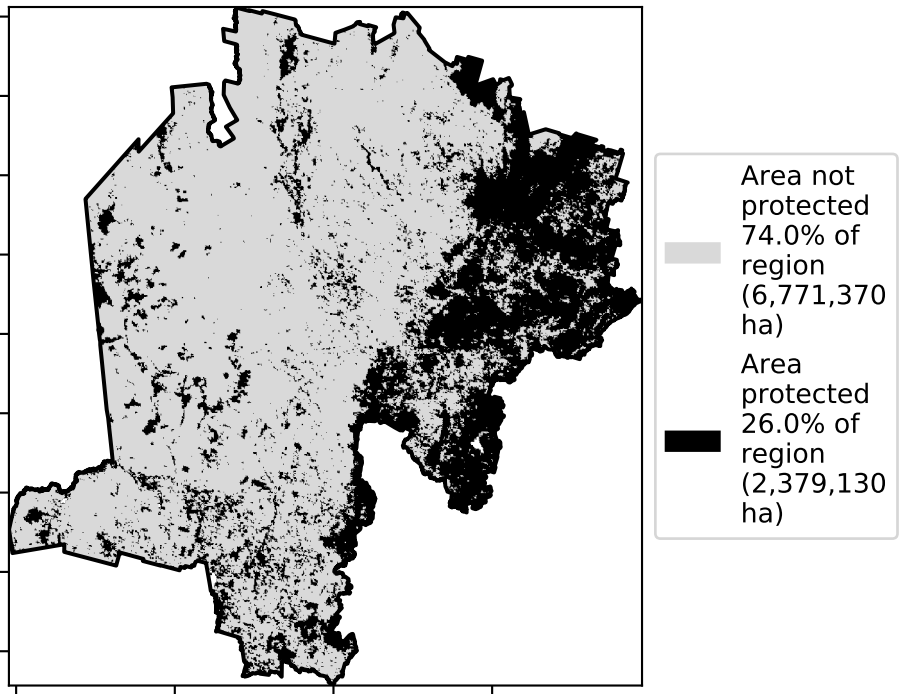 Area not
protected
74.0% of
region
(6,771,370
ha)
Area
protected
26.0% of
region
(2,379,130
ha)